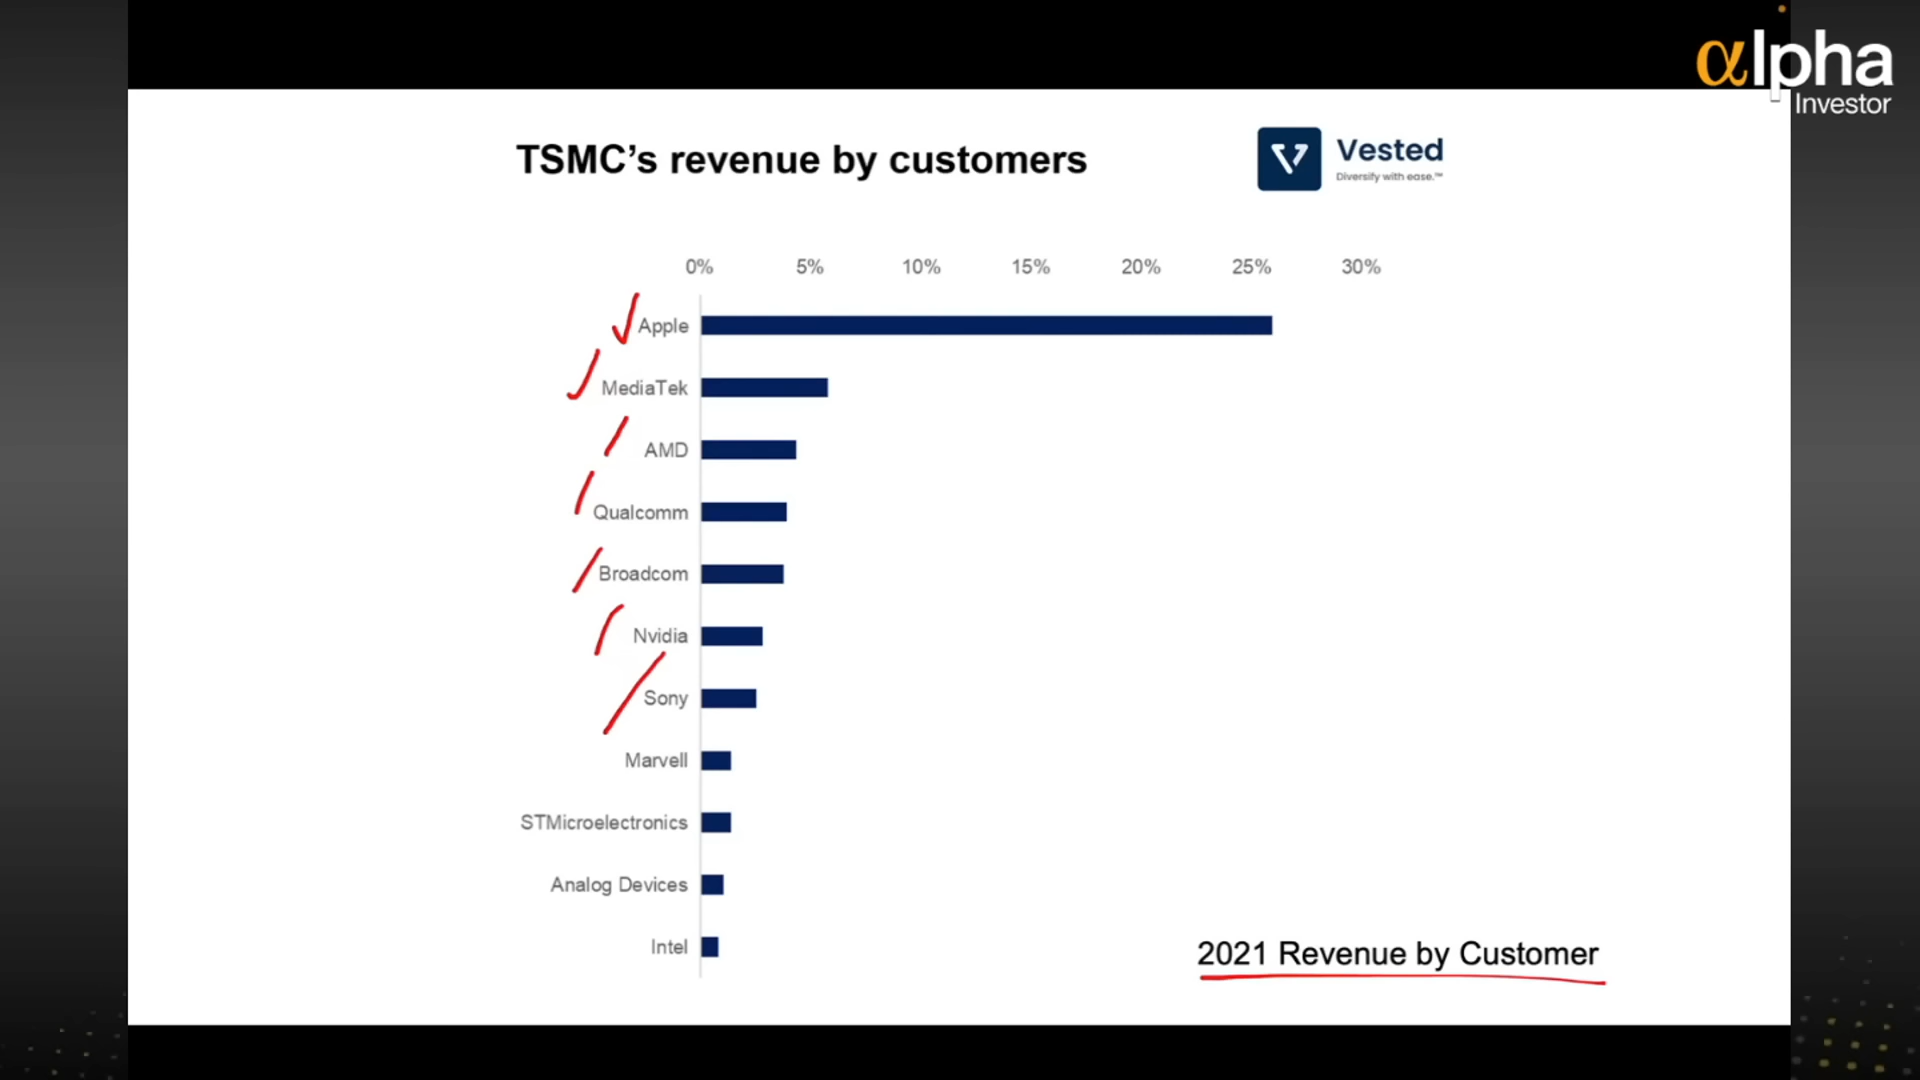 αlpha
Investor
TSMC’s revenue by customers
Vested
Diversify with ease.™
0% 5% 10% 15% 20% 25% 30%
Apple
MediaTek
AMD
Qualcomm
Broadcom
Nvidia
Sony
Marvell
STMicroelectronics
Analog Devices
Intel
2021 Revenue by Customer